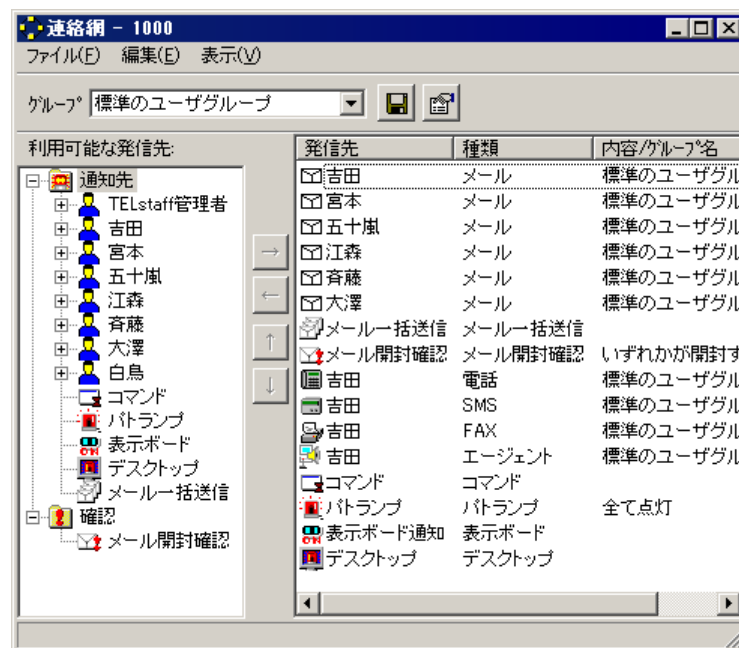 連絡網 - 1000
ファイル(F) 編集(E) 表示(V)
グループ 標準のユーザグループ
利用可能な発信先:
通知先
TELstaff管理者
吉田
宮本
五十嵐
江森
斉藤
大澤
白鳥
コマンド
パトランプ
表示ボード
デスクトップ
メール一括送信
確認
メール開封確認
発信先 種類 内容/グループ名
吉田 メール 標準のユーザグル
宮本 メール 標準のユーザグル
五十嵐 メール 標準のユーザグル
江森 メール 標準のユーザグル
斉藤 メール 標準のユーザグル
大澤 メール 標準のユーザグル
メール一括送信 メール一括送信
メール開封確認 メール開封確認 いずれかが開封す
吉田 電話 標準のユーザグル
吉田 SMS 標準のユーザグル
吉田 FAX 標準のユーザグル
吉田 エージェント 標準のユーザグル
コマンド コマンド
パトランプ パトランプ 全て点灯
表示ボード通知 表示ボード
デスクトップ デスクトップ